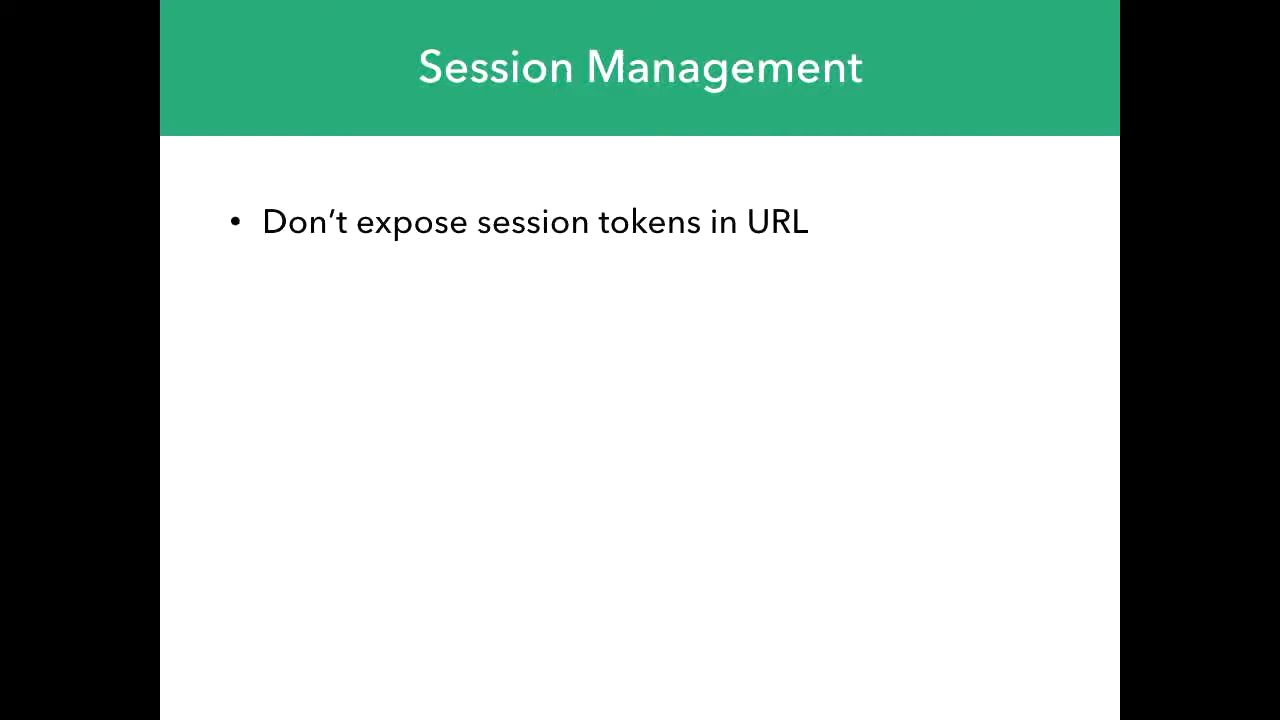 Session Management
• Don’t expose session tokens in URL